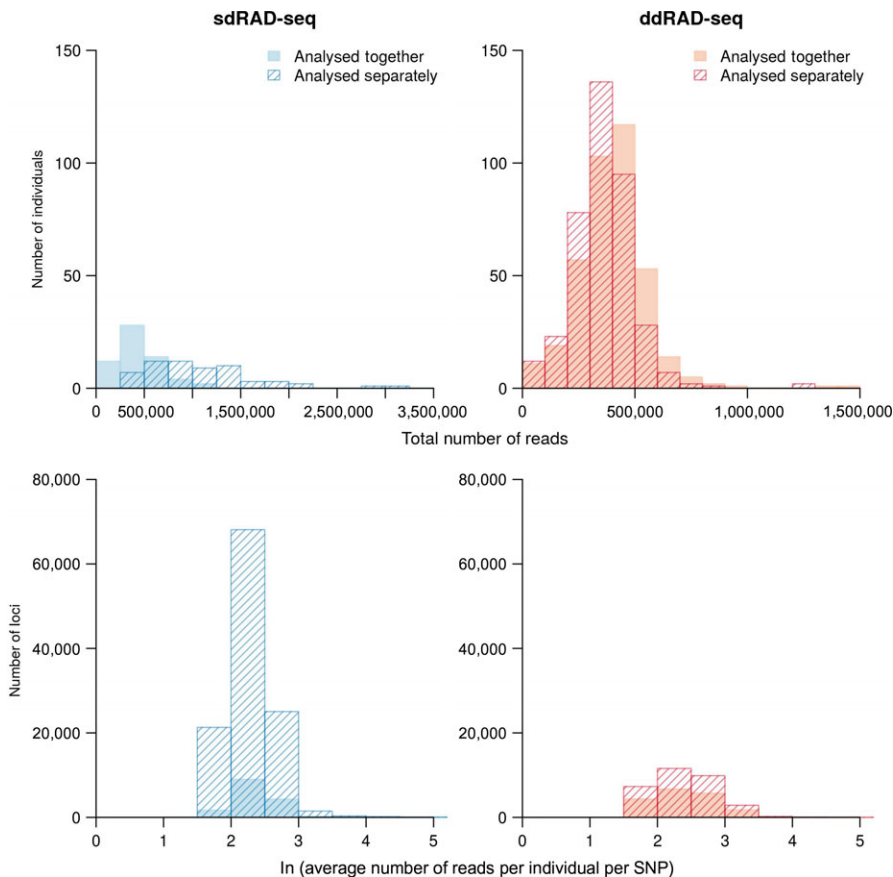 sdRAD-seq
ddRAD-seq
150
100
50
0
Number of individuals
Analysed together
Analysed separately
0 500,000 1,500,000 2,500,000 3,500,000
150
100
50
0
Analysed together
Analysed separately
0 500,000 1,000,000 1,500,000
Total number of reads
80,000
60,000
40,000
20,000
0
Number of loci
0 1 2 3 4 5
80,000
60,000
40,000
20,000
0
0 1 2 3 4 5
ln (average number of reads per individual per SNP)